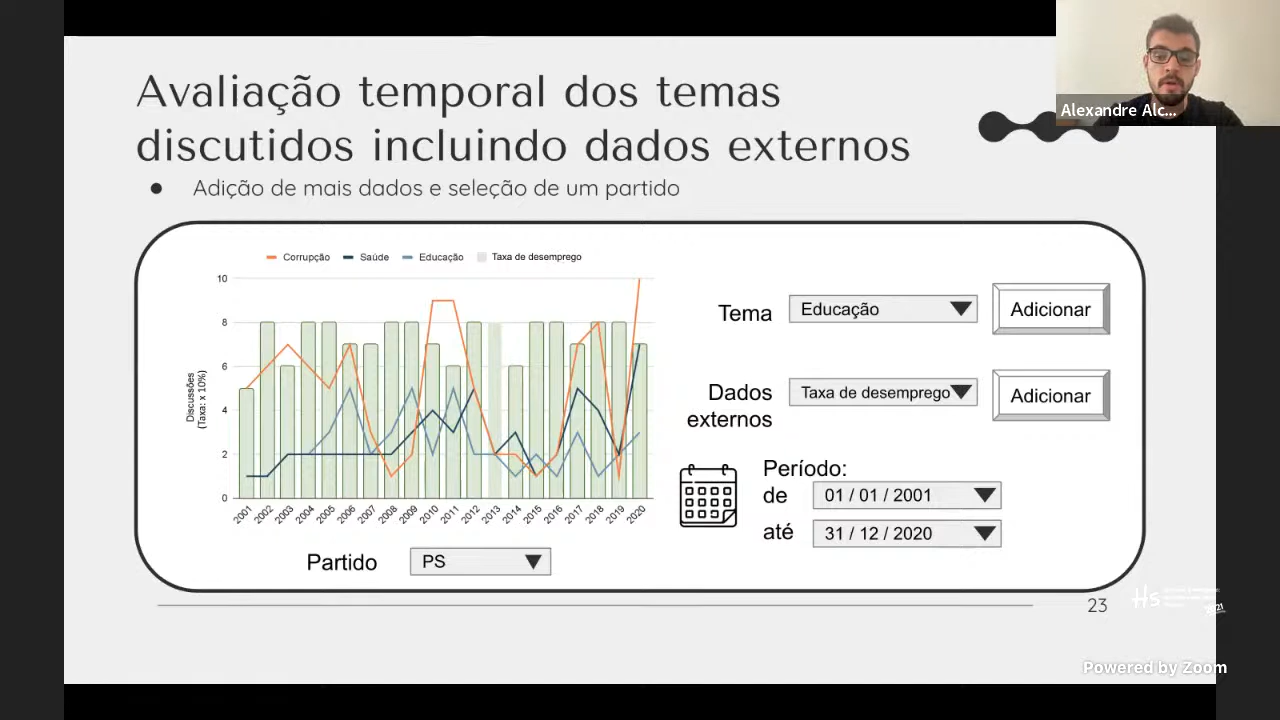 Avaliação temporal dos temas
discutidos incluindo dados externos
Alexandre Alc...
● Adição de mais dados e seleção de um partido
Corrupção Saúde Educação Taxa de desemprego
10
8
6
4
2
0
Discussões
(Taxa: x 10%)
2001 2002 2003 2004 2005 2006 2007 2008 2009 2010 2011 2012 2013 2014 2015 2016 2017 2018 2019 2020
Partido PS
Tema Educação Adicionar
Dados
externos
Taxa de desemprego Adicionar
Período:
de 01 / 01 / 2001
até 31 / 12 / 2020
23
Hs
2021
Powered by Zoom